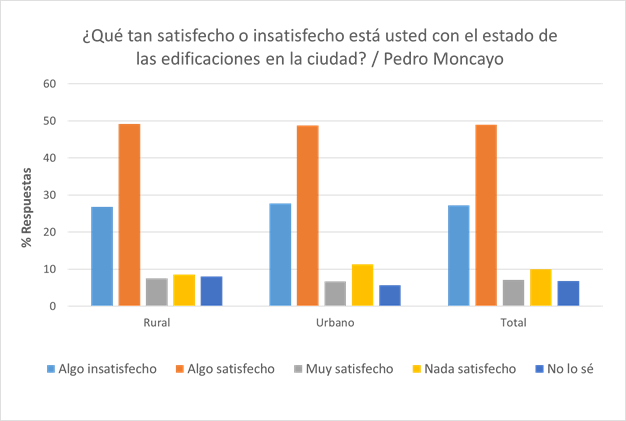 ¿Qué tan satisfecho o insatisfecho está usted con el estado de
las edificaciones en la ciudad? / Pedro Moncayo
60
50
40
30
20
10
0
% Respuestas
Rural Urbano Total
Algo insatisfecho Algo satisfecho Muy satisfecho Nada satisfecho No lo sé